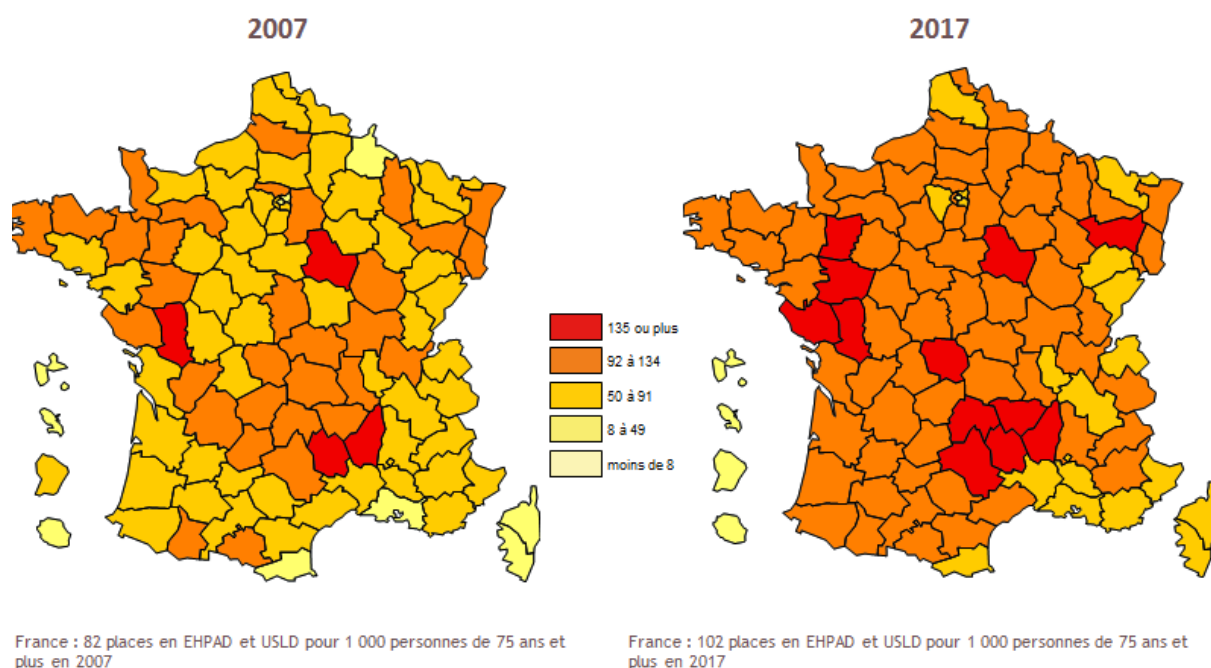 2007
2017
135 ou plus
92 à 134
50 à 91
8 à 49
moins de 8
France : 82 places en EHPAD et USLD pour 1 000 personnes de 75 ans et
plus en 2007
France : 102 places en EHPAD et USLD pour 1 000 personnes de 75 ans et
plus en 2017